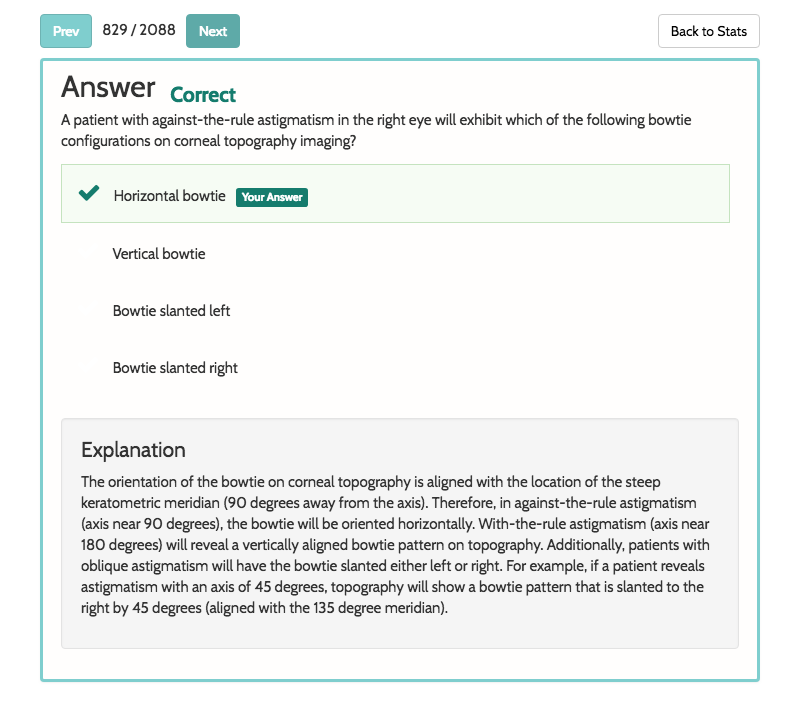 Prev 829 / 2088 Next Back to Stats
Answer Correct
A patient with against-the-rule astigmatism in the right eye will exhibit which of the following bowtie
configurations on corneal topography imaging?
Horizontal bowtie Your Answer
Vertical bowtie
Bowtie slanted left
Bowtie slanted right
Explanation
The orientation of the bowtie on corneal topography is aligned with the location of the steep
keratometric meridian (90 degrees away from the axis). Therefore, in against-the-rule astigmatism
(axis near 90 degrees), the bowtie will be oriented horizontally. With-the-rule astigmatism (axis near
180 degrees) will reveal a vertically aligned bowtie pattern on topography. Additionally, patients with
oblique astigmatism will have the bowtie slanted either left or right. For example, if a patient reveals
astigmatism with an axis of 45 degrees, topography will show a bowtie pattern that is slanted to the
right by 45 degrees (aligned with the 135 degree meridian).